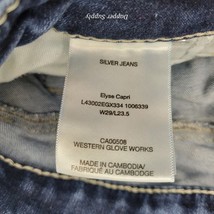 Dapper Supply
SILVER JEANS
Elyse Capri
L43002EGX334 1006339
W29/L23.5
CA00508
WESTERN GLOVE WORKS
MADE IN CAMBODIA/
FABRIQUÉ AU CAMBODGE